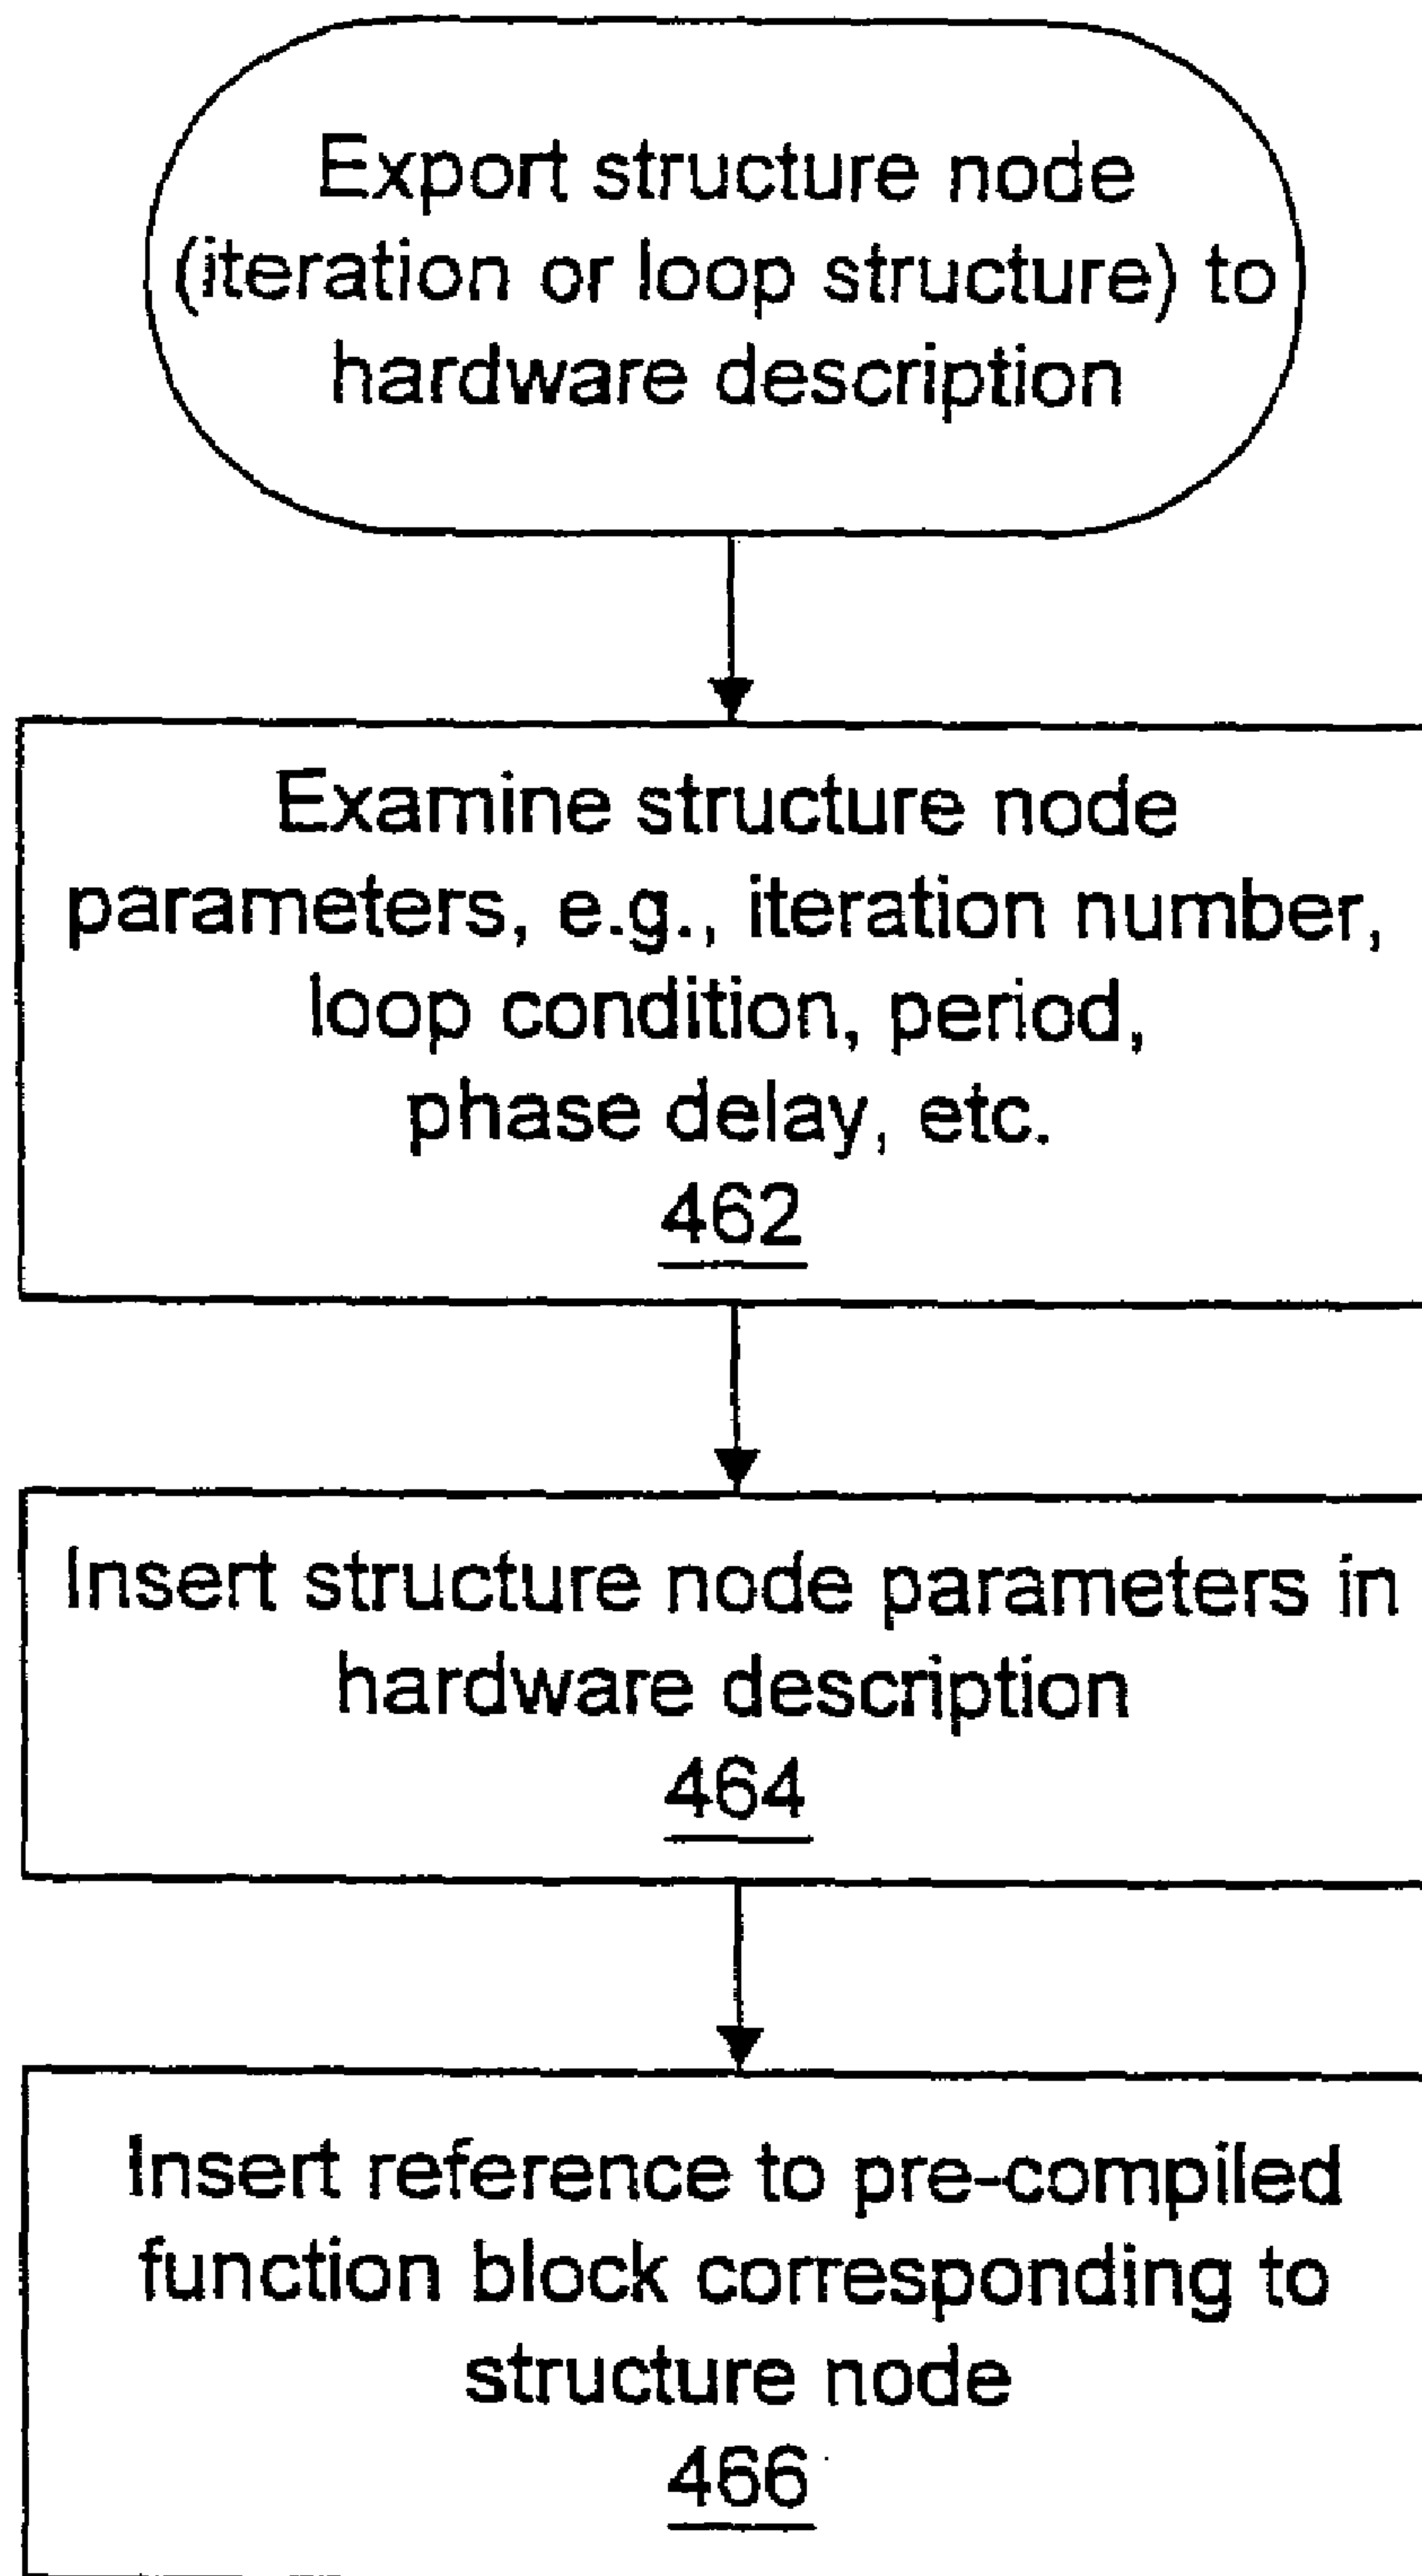 Export structure node
(iteration or loop structure) to
hardware description
Examine structure node
parameters, e.g., iteration number,
loop condition, period,
phase delay, etc.
462
Insert structure node parameters in
hardware description
464
Insert reference to pre-compiled
function block corresponding to
structure node
466